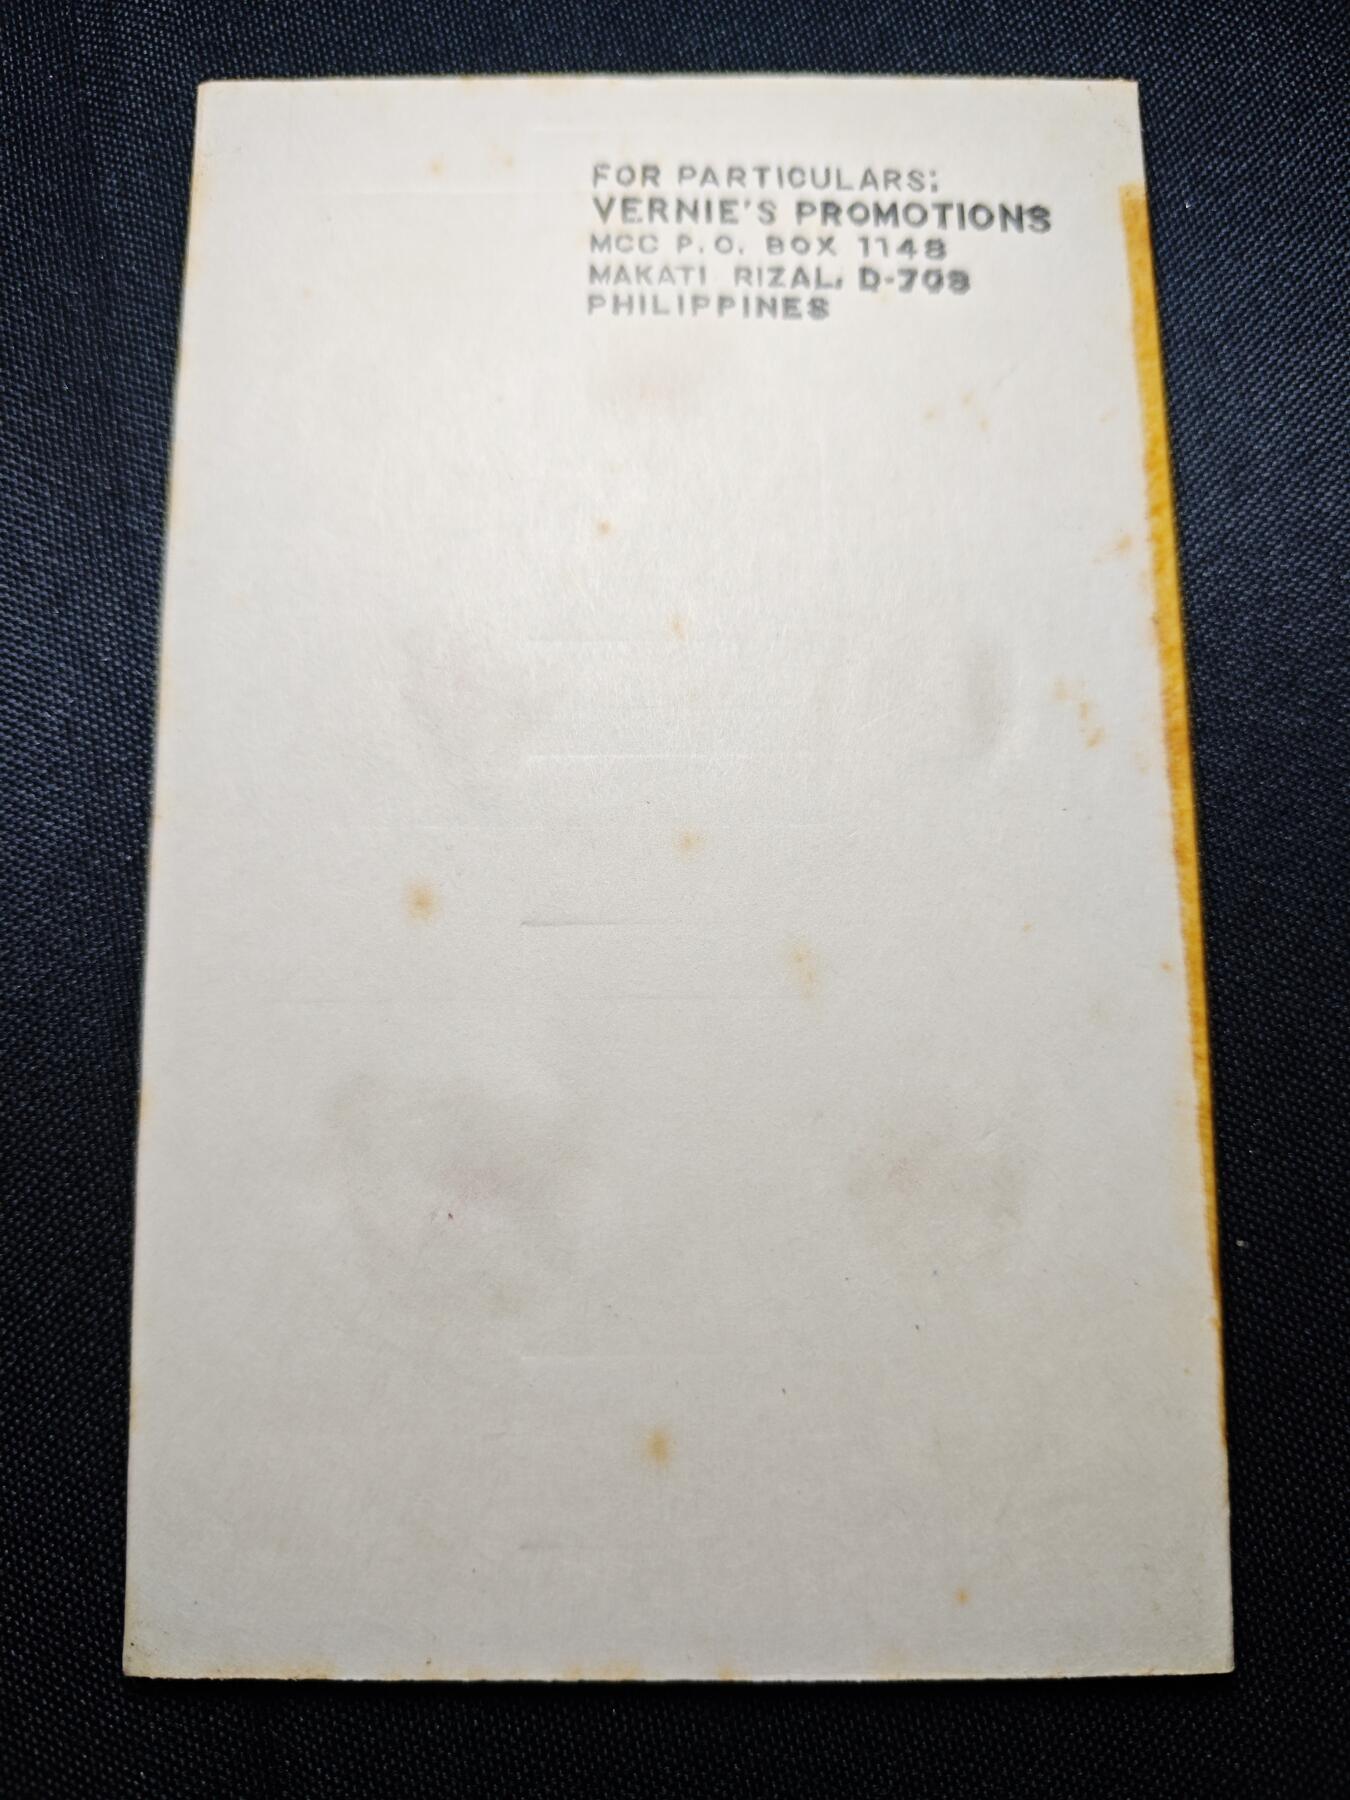 FOR PARTICULARS:
VERNIE'S PROMOTIONS
MCC P.O. BOX 1148
MAKATI RIZAL, D-708
PHILIPPINES